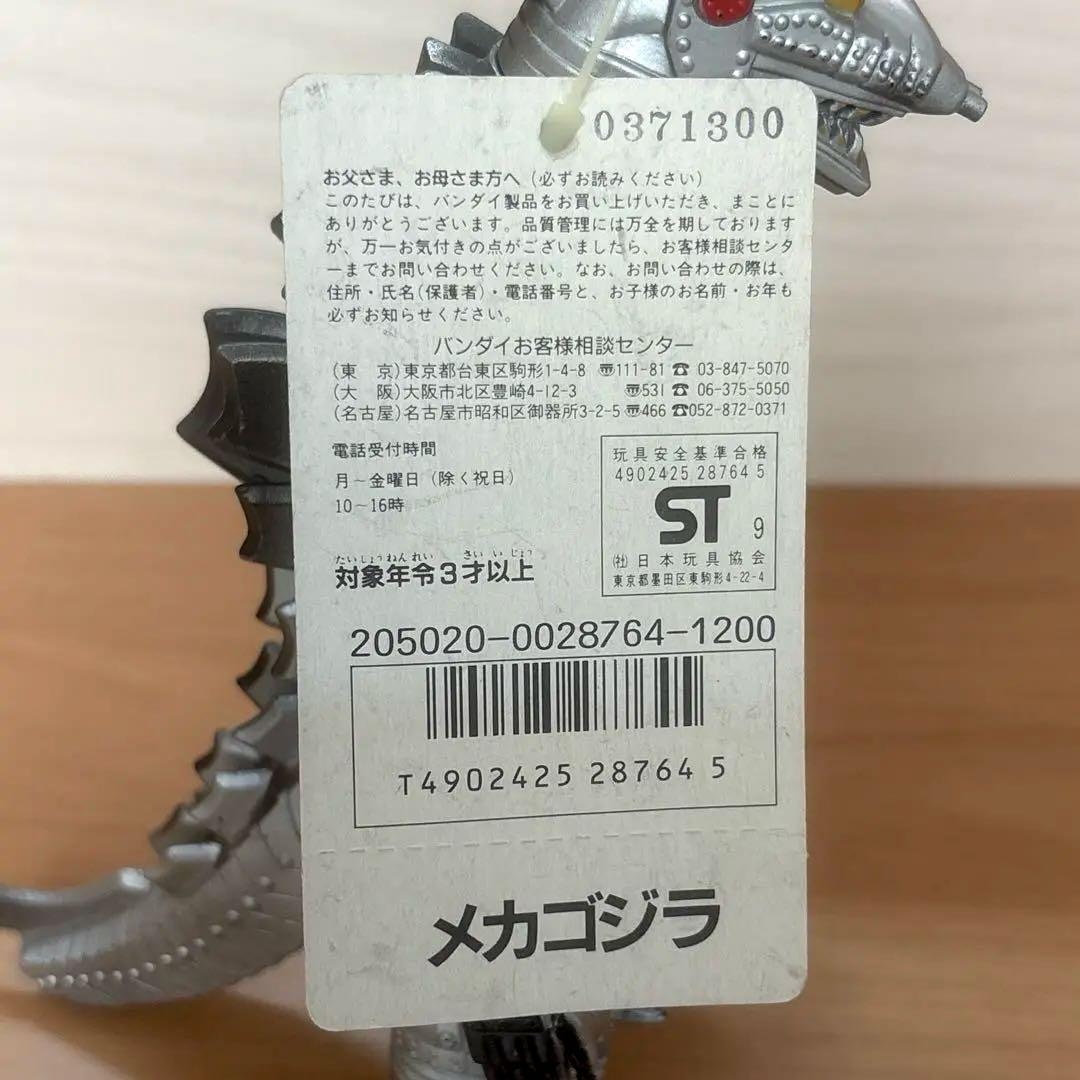 0371300
お父さま、お母さま方へ（必ずお読みください）
このたびは、バンダイ製品をお買い上げいただき、まことに
ありがとうございます。品質管理には万全を期しております
が、万一お気付きの点がございましたら、お客様相談センタ
ーまでお問い合わせください。なお、お問い合わせの際は、
住所・氏名(保護者)・電話番号と、お子様のお名前・お年も
必ずお知らせください。
バンダイお客様相談センター
(東　京)東京都台東区駒形1-4-8 〠111-81 ☎ 03-847-5070
(大　阪)大阪市北区豊崎4-12-3 〠531 ☎ 06-375-5050
(名古屋)名古屋市昭和区御器所3-2-5 〠466 ☎052-872-0371
電話受付時間
月～金曜日（除く祝日）
10～16時
玩具安全基準合格
4902425 28764 5
ST 9
(社)日本玩具協会
東京都墨田区東駒形4-22-4
たいしょうねんれい　さいいじょう
対象年令3才以上
205020-0028764-1200
T4902425 28764 5
メカゴジラ